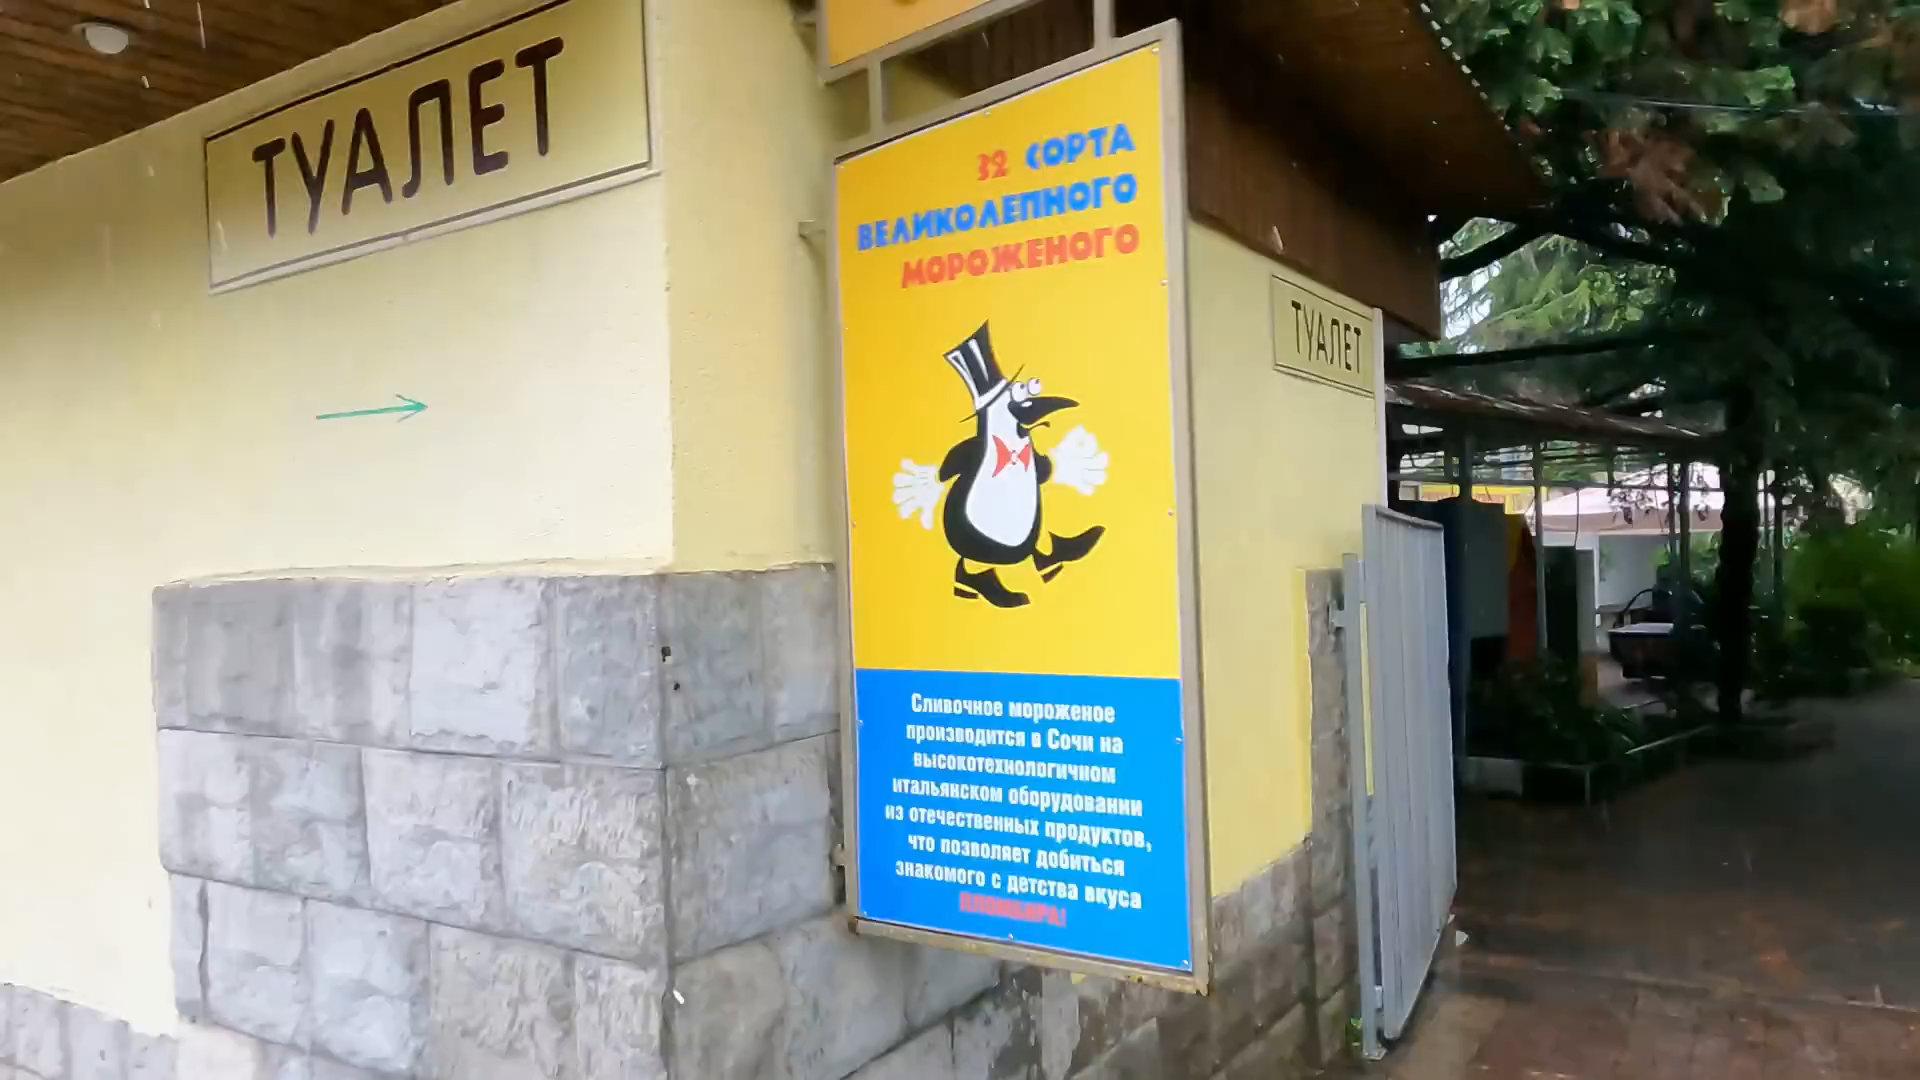 ТУАЛЕТ
32 СОРТА
ВЕЛИКОЛЕПНОГО
МОРОЖЕНОГО
Сливочное мороженое
производится в Сочи на
высокотехнологичном
итальянском оборудовании
из отечественных продуктов,
что позволяет добиться
знакомого с детства вкуса
ПЛОМБИРА!
ТУАЛЕТ